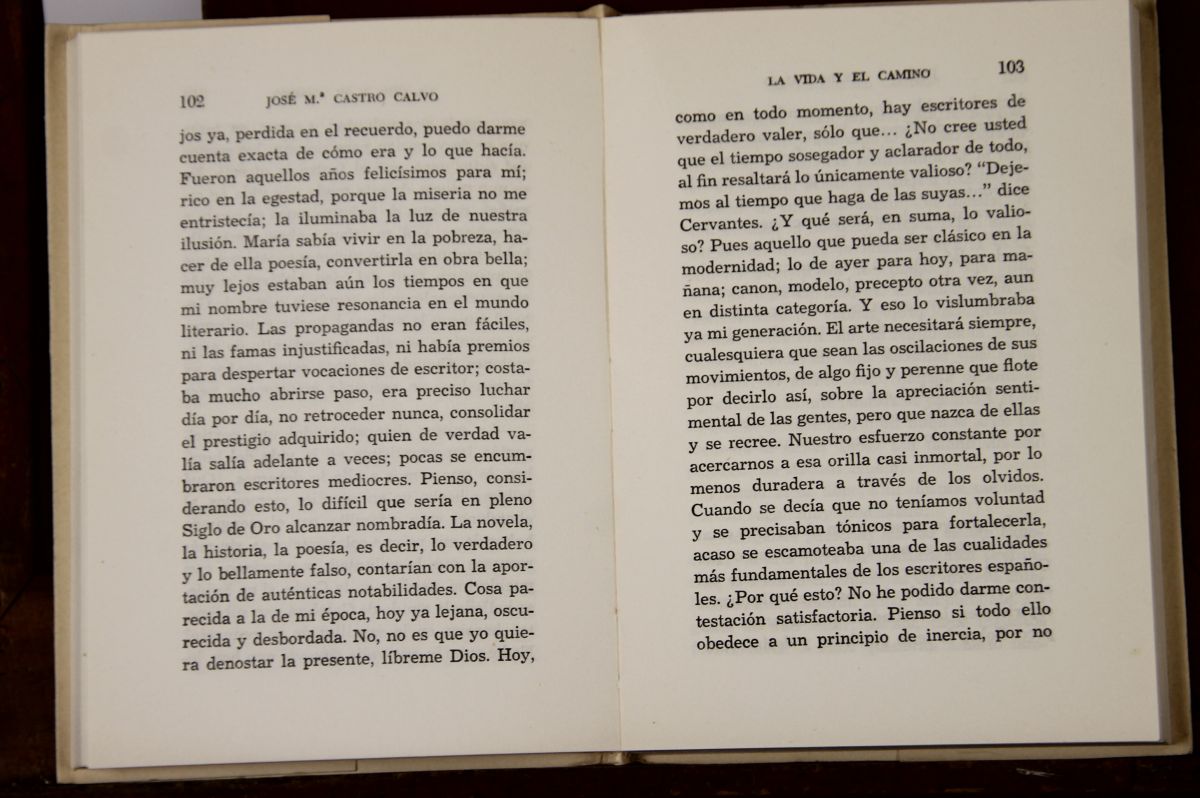 102 JOSÉ M.ª CASTRO CALVO
jos ya, perdida en el recuerdo, puedo darme
cuenta exacta de cómo era y lo que hacía.
Fueron aquellos años felicísimos para mí;
rico en la egestad, porque la miseria no me
entristecía; la iluminaba la luz de nuestra
ilusión. María sabía vivir en la pobreza, ha-
cer de ella poesía, convertirla en obra bella;
muy lejos estaban aún los tiempos en que
mi nombre tuviese resonancia en el mundo
literario. Las propagandas no eran fáciles,
ni las famas injustificadas, ni había premios
para despertar vocaciones de escritor; costa-
ba mucho abrirse paso, era preciso luchar
día por día, no retroceder nunca, consolidar
el prestigio adquirido; quien de verdad va-
lía salía adelante a veces; pocas se encum-
braron escritores mediocres. Pienso, consi-
derando esto, lo difícil que sería en pleno
Siglo de Oro alcanzar nombradía. La novela,
la historia, la poesía, es decir, lo verdadero
y lo bellamente falso, contarían con la apor-
tación de auténticas notabilidades. Cosa pa-
recida a la de mi época, hoy ya lejana, oscu-
recida y desbordada. No, no es que yo quie-
ra denostar la presente, líbreme Dios. Hoy,
LA VIDA Y EL CAMINO 103
como en todo momento, hay escritores de
verdadero valer, sólo que... ¿No cree usted
que el tiempo sosegador y aclarador de todo,
al fin resaltará lo únicamente valioso? “Deje-
mos al tiempo que haga de las suyas...” dice
Cervantes. ¿Y qué será, en suma, lo valio-
so? Pues aquello que pueda ser clásico en la
modernidad; lo de ayer para hoy, para ma-
ñana; canon, modelo, precepto otra vez, aun
en distinta categoría. Y eso lo vislumbraba
ya mi generación. El arte necesitará siempre,
cualesquiera que sean las oscilaciones de sus
movimientos, de algo fijo y perenne que flote
por decirlo así, sobre la apreciación senti-
mental de las gentes, pero que nazca de ellas
y se recree. Nuestro esfuerzo constante por
acercarnos a esa orilla casi inmortal, por lo
menos duradera a través de los olvidos.
Cuando se decía que no teníamos voluntad
y se precisaban tónicos para fortalecerla,
acaso se escamoteaba una de las cualidades
más fundamentales de los escritores españo-
les. ¿Por qué esto? No he podido darme con-
testación satisfactoria. Pienso si todo ello
obedece a un principio de inercia, por no